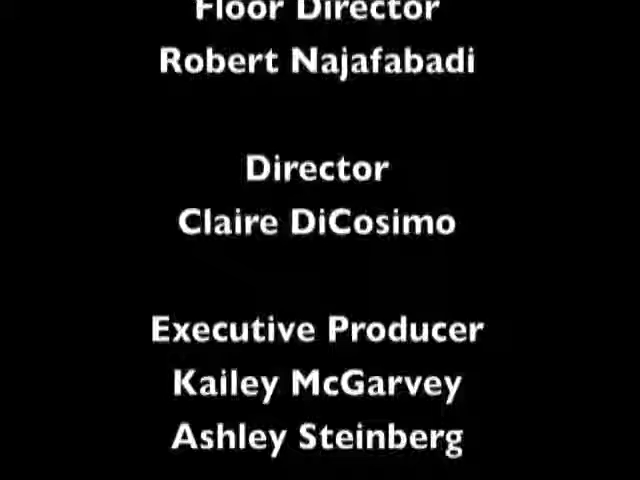 Floor Director
Robert Najafabadi
Director
Claire DiCosimo
Executive Producer
Kailey McGarvey
Ashley Steinberg